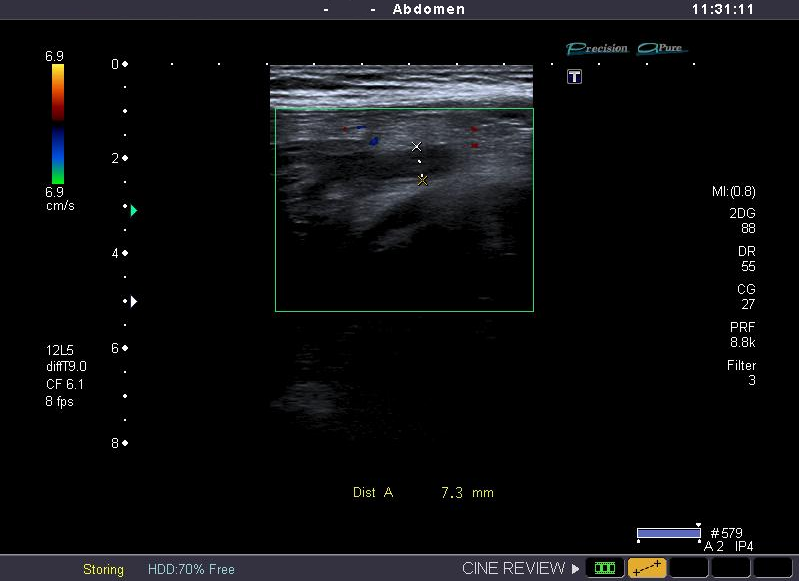 - - Abdomen 11:31:11
Precision APure
T
6.9
6.9
cm/s
0
2
4
6
8
MI:(0.8)
2DG
88
DR
55
CG
27
PRF
8.8k
Filter
3
12L5
diffT9.0
CF 6.1
8 fps
Dist A 7.3 mm
#579
A 2 IP4
Storing HDD:70% Free CINE REVIEW